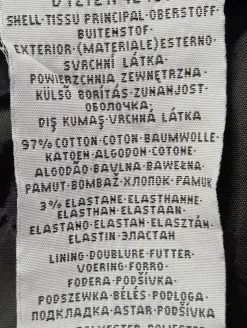 SHELL·TISSU PRINCIPAL·OBERSTOFF·
BUITENSTOF·
EXTERIOR·(MATERIALE)ESTERNO·
SVRCHNÍ LÁTKA·
POWIERZCHNIA ZEWNĘTRZNA·
KÜLSŐ BORÍTÁS·ZUNANJOST·
ОБОЛОЧКА·
DIŞ KUMAŞ·VRCHNÁ LÁTKA
97% COTTON·COTON·BAUMWOLLE·
KATOEN·ALGODON·COTONE·
ALGODÃO·BAVLNA·BAWEŁNA·
PAMUT·BOMBAŽ·ХЛОПОК·PAMUK
3% ELASTANE·ELASTHANNE·
ELASTHAN·ELASTAAN·
ELASTANO·ELASTAN·ELASZTÁN·
ELASTIN·ЭЛАСТАН
LINING·DOUBLURE·FUTTER·
VOERING·FORRO·
FODERA·PODŠÍVKA·
PODSZEWKA·BÉLÉS·PODLOGA·
ПОДКЛАДКА·ASTAR·PODŠÍVKA